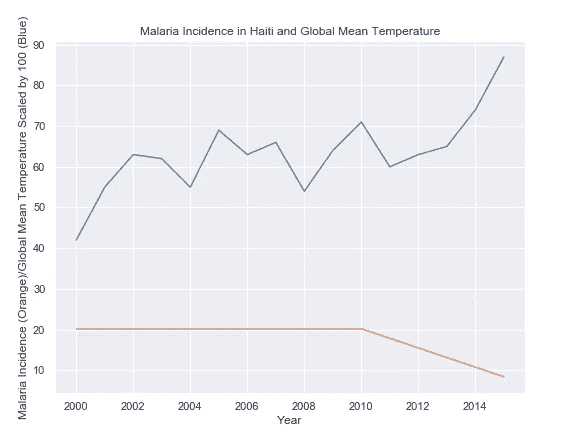 Malaria Incidence in Haiti and Global Mean Temperature
Malaria Incidence (Orange)/Global Mean Temperature Scaled by 100 (Blue)
90
80
70
60
50
40
30
20
10
2000 2002 2004 2006 2008 2010 2012 2014
Year